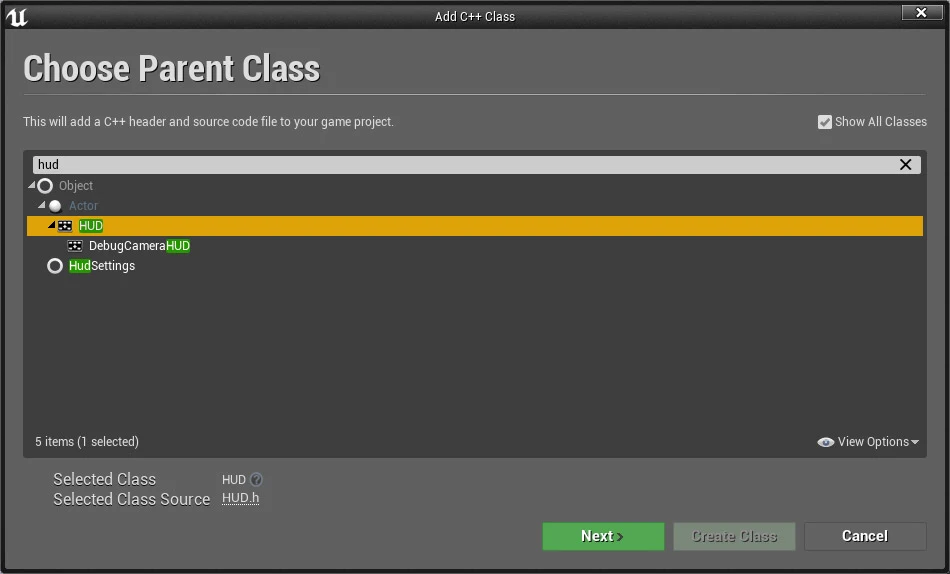 Add C++ Class
Choose Parent Class
This will add a C++ header and source code file to your game project.
Show All Classes
hud
Object
Actor
HUD
DebugCameraHUD
HudSettings
5 items (1 selected)
View Options
Selected Class HUD ?
Selected Class Source HUD.h
Next >
Create Class
Cancel